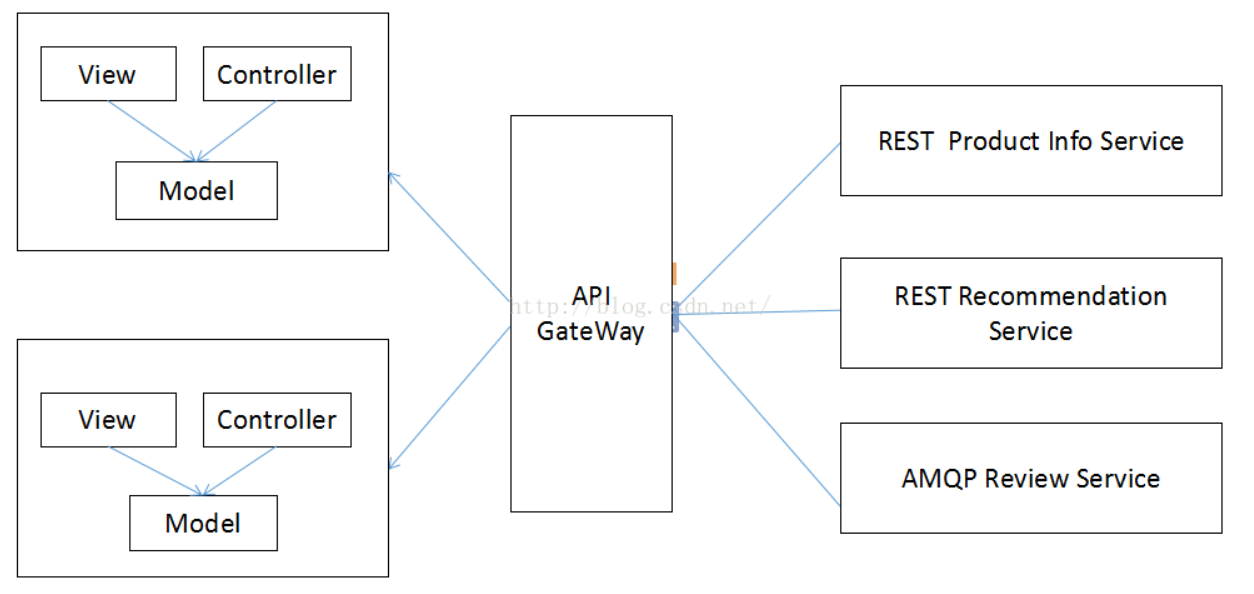 View
Controller
Model
View
Controller
Model
API
GateWay
http://blog.csdn.net/
REST Product Info Service
REST Recommendation
Service
AMQP Review Service